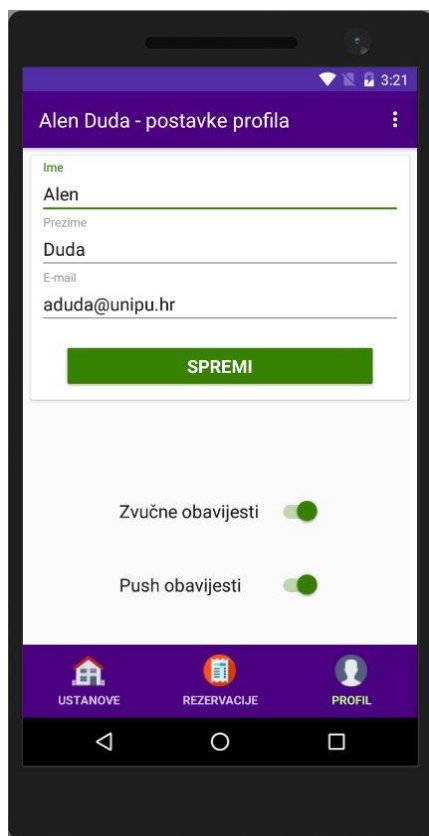 3:21
Alen Duda - postavke profila
Ime
Alen
Prezime
Duda
E-mail
aduda@unipu.hr
SPREMI
Zvučne obavijesti
Push obavijesti
USTANOVE REZERVACIJE PROFIL